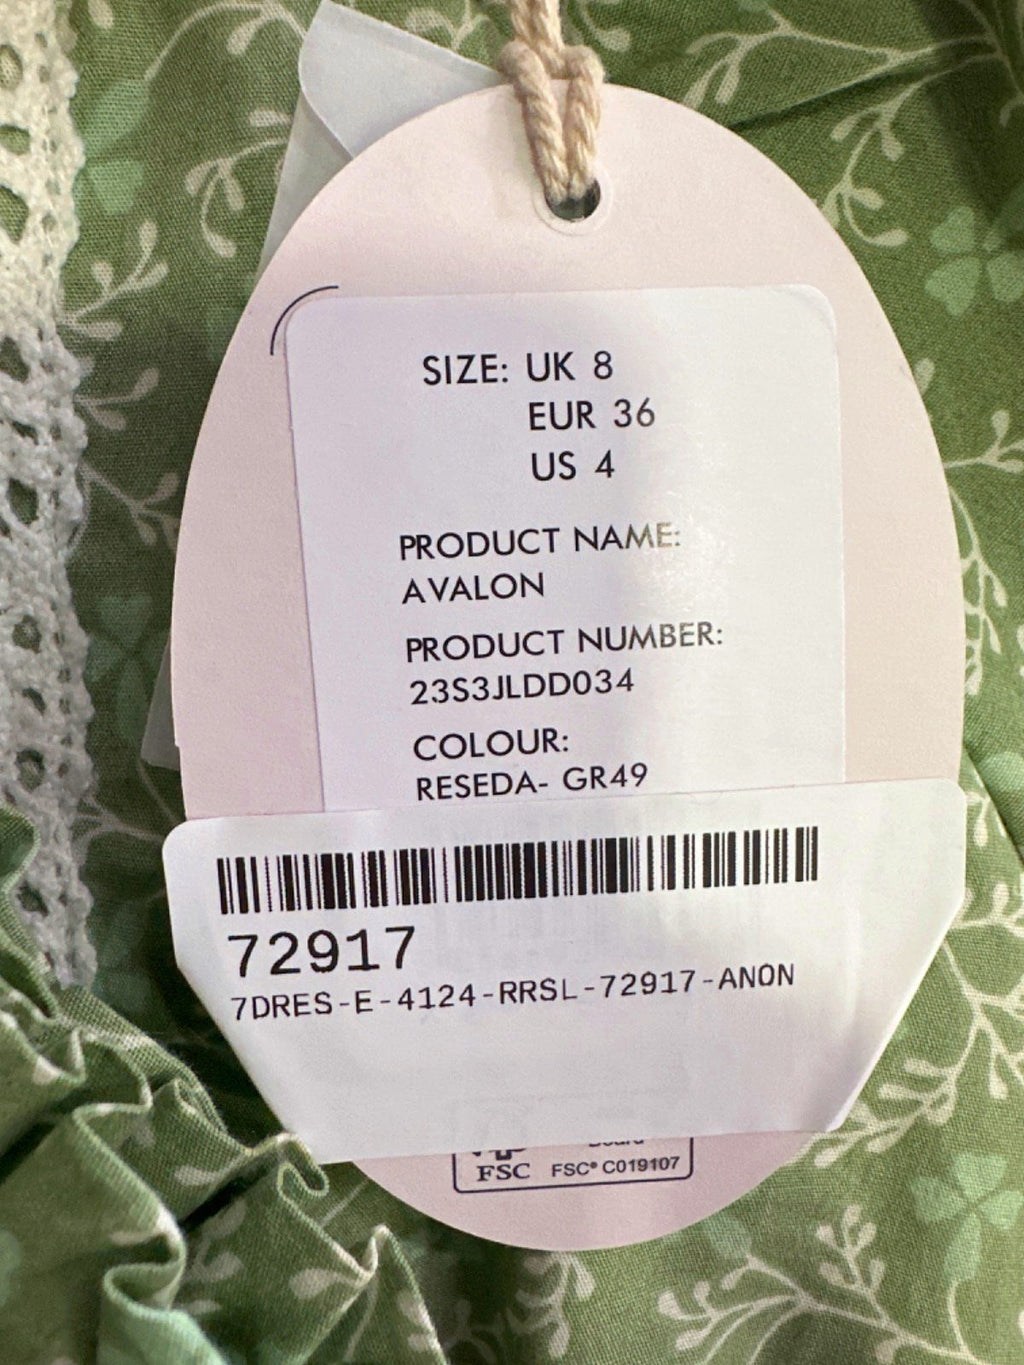 SIZE: UK 8
EUR 36
US 4
PRODUCT NAME:
AVALON
PRODUCT NUMBER:
23S3JLDD034
COLOUR:
RESEDA- GR49
72917
7DRES-E-4124-RRSL-72917-ANON
FSC FSC® C019107